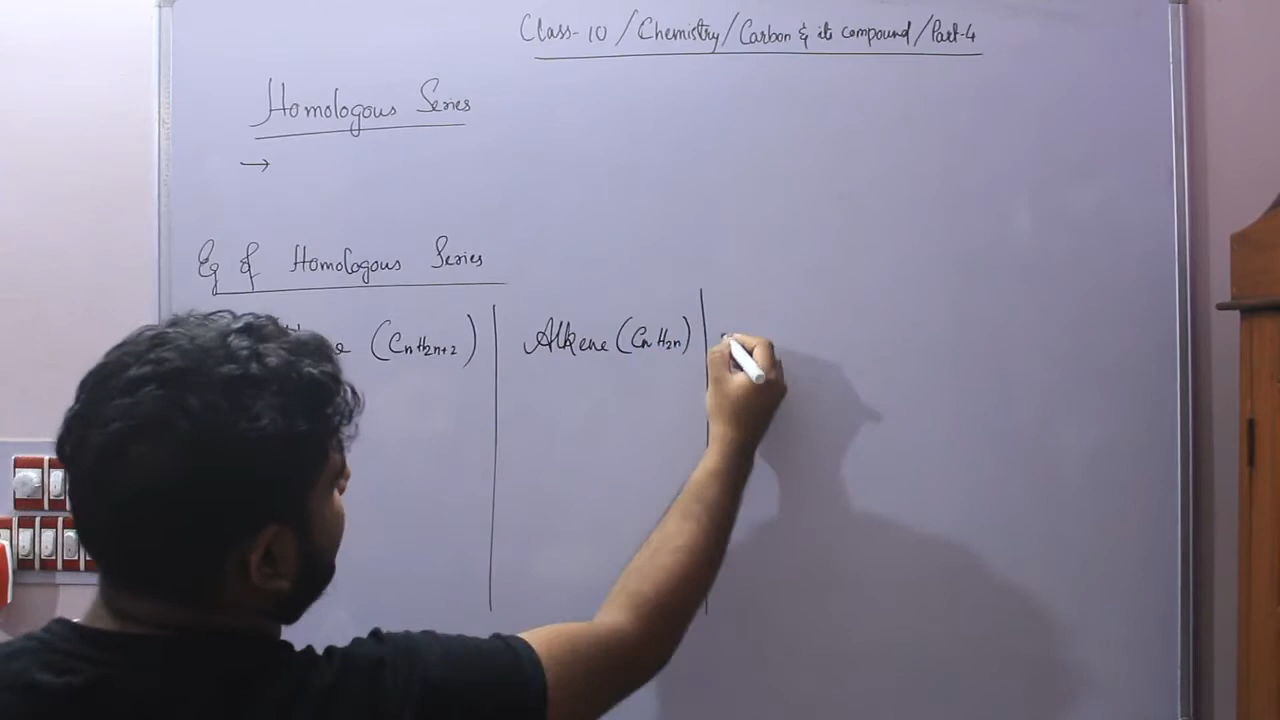 Class-10 / Chemistry / Carbon & its compound / Part-4
Homologous Series
→
Eg of Homologous Series
(CnH2n+2)
Alkene (CnH2n)